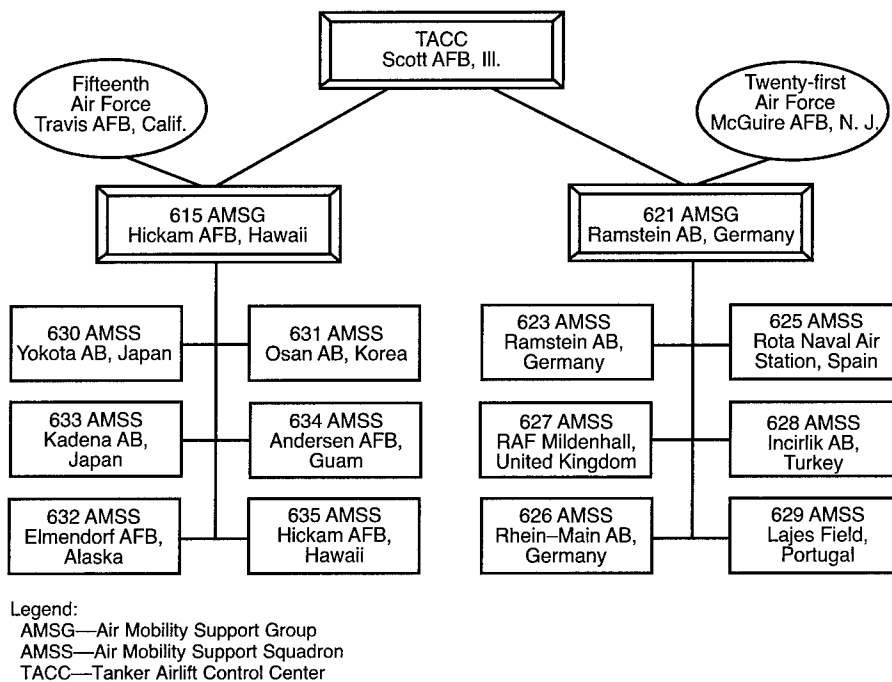 TACC
Scott AFB, Ill.
Fifteenth
Air Force
Travis AFB, Calif.
Twenty-first
Air Force
McGuire AFB, N. J.
615 AMSG
Hickam AFB, Hawaii
621 AMSG
Ramstein AB, Germany
630 AMSS
Yokota AB, Japan
631 AMSS
Osan AB, Korea
623 AMSS
Ramstein AB,
Germany
625 AMSS
Rota Naval Air
Station, Spain
633 AMSS
Kadena AB,
Japan
634 AMSS
Andersen AFB,
Guam
627 AMSS
RAF Mildenhall,
United Kingdom
628 AMSS
Incirlik AB,
Turkey
632 AMSS
Elmendorf AFB,
Alaska
635 AMSS
Hickam AFB,
Hawaii
626 AMSS
Rhein–Main AB,
Germany
629 AMSS
Lajes Field,
Portugal
Legend:
AMSG—Air Mobility Support Group
AMSS—Air Mobility Support Squadron
TACC—Tanker Airlift Control Center